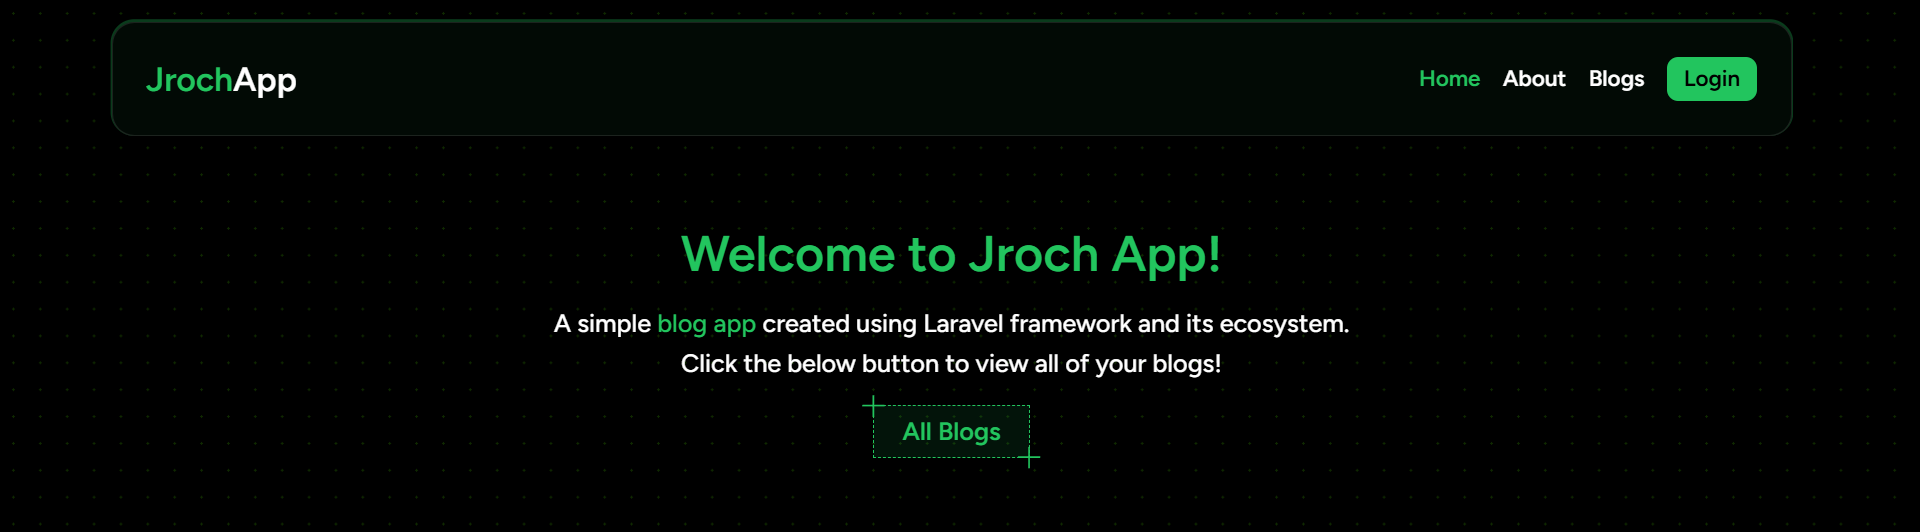 JrochApp
Home About Blogs Login
Welcome to Jroch App!
A simple blog app created using Laravel framework and its ecosystem.
Click the below button to view all of your blogs!
All Blogs